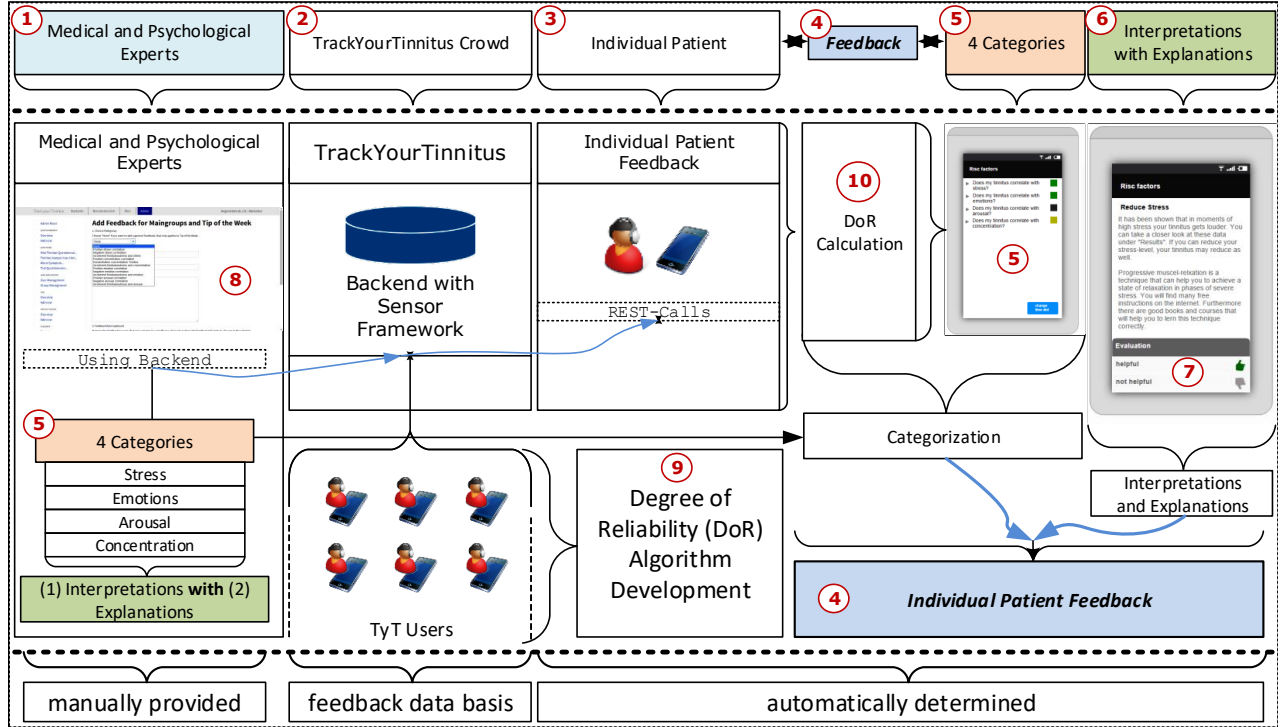 1
Medical and Psychological
Experts
2
TrackYourTinnitus Crowd
3
Individual Patient
4
Feedback
5
4 Categories
6
Interpretations
with Explanations
Medical and Psychological
Experts
Add Feedback for Maingroups and Tip of the Week
8
Using Backend
TrackYourTinnitus
Backend with
Sensor
Framework
Individual Patient
Feedback
REST-Calls
10
DoR
Calculation
Risk factors
Does my tinnitus correlate with
stress?
Does my tinnitus correlate with
emotions?
Does my tinnitus correlate with
arousal?
Does my tinnitus correlate with
concentration?
5
Risc factors
Reduce Stress
It has been shown that in moments of
high stress your tinnitus gets louder. You
can take a closer look at these data
under "Results". If you can reduce your
stress-level, your tinnitus may reduce as
well.
Progressive muscel-relaxation is a
technique that can help you to achieve a
state of relaxation in phases of severe
stress. You will find many free
instructions on the internet. Furthermore
there are good books and courses that
will help you to lern this technique
correctly.
Evaluation
helpful
not helpful
7
5
4 Categories
Stress
Emotions
Arousal
Concentration
(1) Interpretations with (2)
Explanations
TyT Users
9
Degree of
Reliability (DoR)
Algorithm
Development
Categorization
Interpretations
and Explanations
4
Individual Patient Feedback
manually provided
feedback data basis
automatically determined